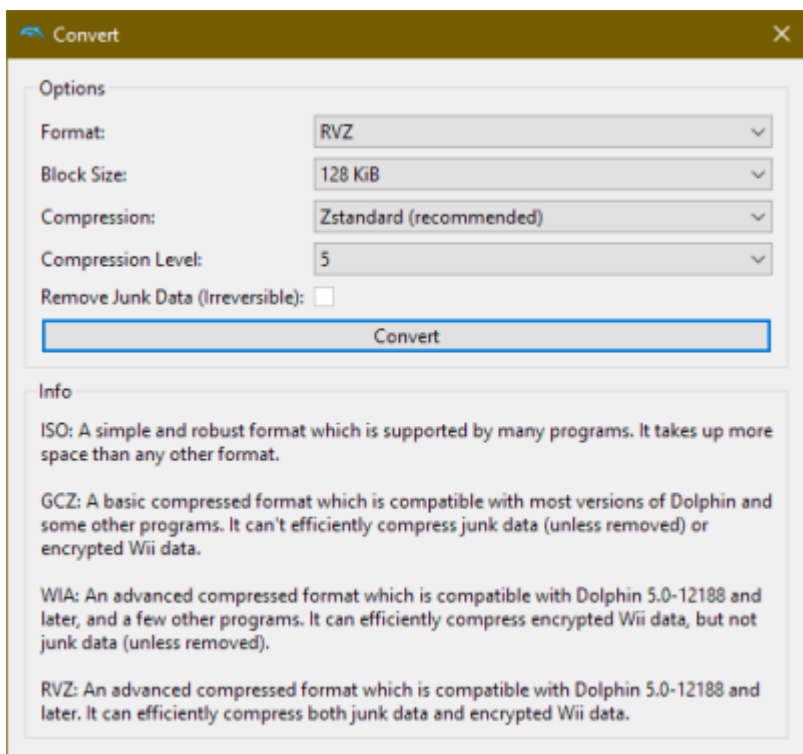 Convert
Options
Format:
RVZ
Block Size:
128 KiB
Compression:
Zstandard (recommended)
Compression Level:
5
Remove Junk Data (Irreversible):
Convert
Info
ISO: A simple and robust format which is supported by many programs. It takes up more
space than any other format.
GCZ: A basic compressed format which is compatible with most versions of Dolphin and
some other programs. It can't efficiently compress junk data (unless removed) or
encrypted Wii data.
WIA: An advanced compressed format which is compatible with Dolphin 5.0-12188 and
later, and a few other programs. It can efficiently compress encrypted Wii data, but not
junk data (unless removed).
RVZ: An advanced compressed format which is compatible with Dolphin 5.0-12188 and
later. It can efficiently compress both junk data and encrypted Wii data.